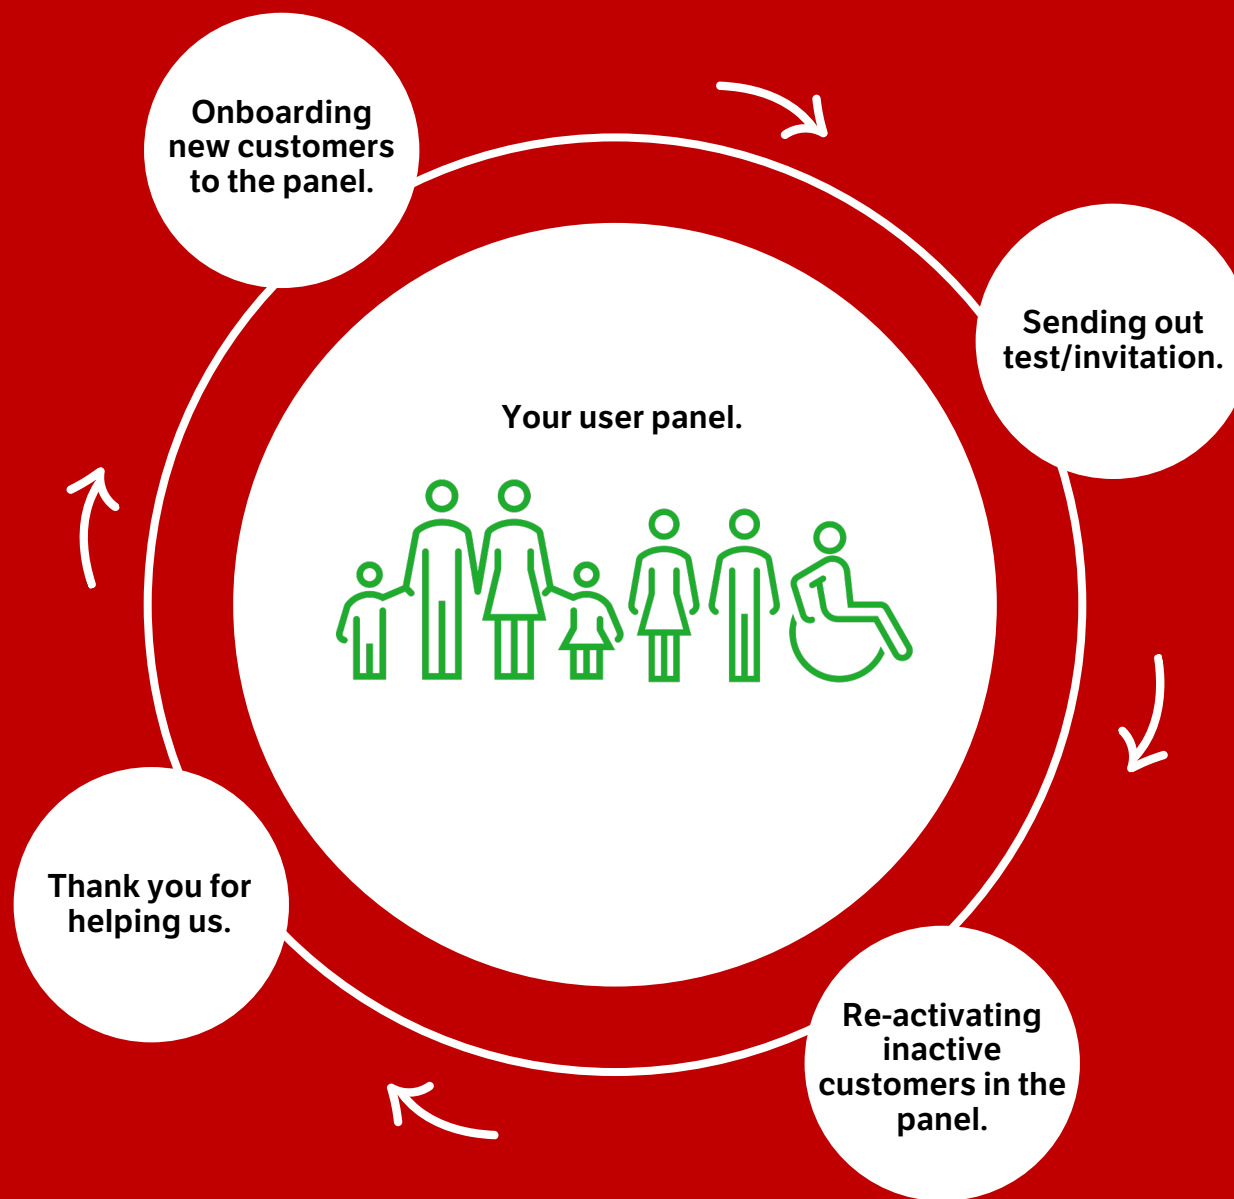 Onboarding
new customers
to the panel.
Sending out
test/invitation.
Your user panel.
Thank you for
helping us.
Re-activating
inactive
customers in the
panel.